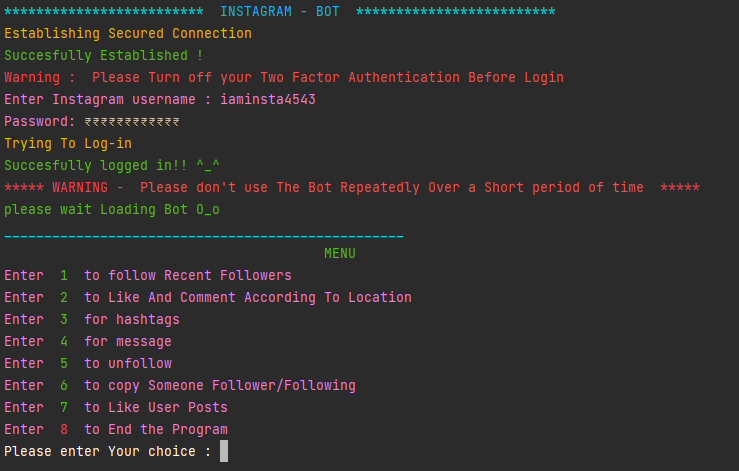 ************************* INSTAGRAM - BOT *************************
Establishing Secured Connection
Succesfully Established !
Warning : Please Turn off your Two Factor Authentication Before Login
Enter Instagram username : iaminsta4543
Password: ₹₹₹₹₹₹₹₹₹₹₹₹
Trying To Log-in
Succesfully logged in!! ^_^
***** WARNING - Please don't use The Bot Repeatedly Over a Short period of time *****
please wait Loading Bot O_o
__________________________________________________
MENU
Enter 1 to follow Recent Followers
Enter 2 to Like And Comment According To Location
Enter 3 for hashtags
Enter 4 for message
Enter 5 to unfollow
Enter 6 to copy Someone Follower/Following
Enter 7 to Like User Posts
Enter 8 to End the Program
Please enter Your choice :